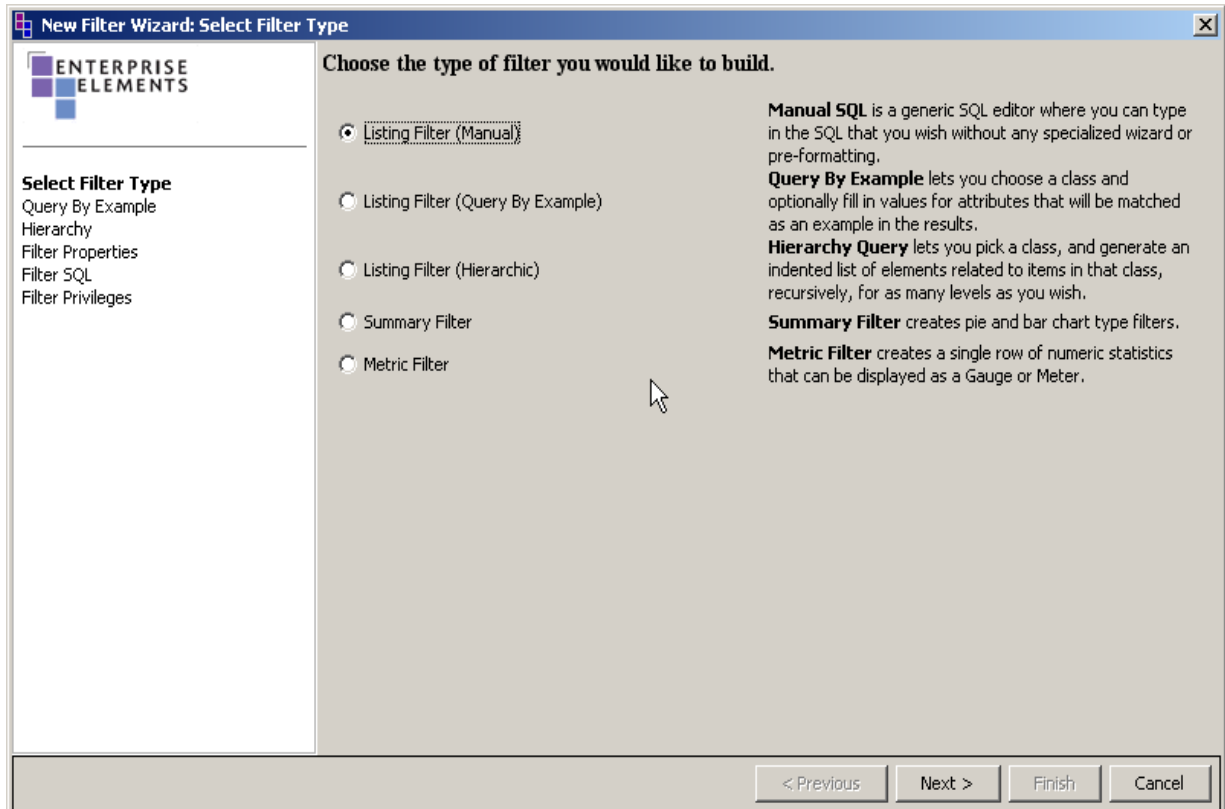 New Filter Wizard: Select Filter Type
ENTERPRISE
ELEMENTS
Select Filter Type
Query By Example
Hierarchy
Filter Properties
Filter SQL
Filter Privileges
Choose the type of filter you would like to build.
Listing Filter (Manual)
Manual SQL is a generic SQL editor where you can type
in the SQL that you wish without any specialized wizard or
pre-formatting.
Listing Filter (Query By Example)
Query By Example lets you choose a class and
optionally fill in values for attributes that will be matched
as an example in the results.
Listing Filter (Hierarchic)
Hierarchy Query lets you pick a class, and generate an
indented list of elements related to items in that class,
recursively, for as many levels as you wish.
Summary Filter
Summary Filter creates pie and bar chart type filters.
Metric Filter
Metric Filter creates a single row of numeric statistics
that can be displayed as a Gauge or Meter.
< Previous
Next >
Finish
Cancel